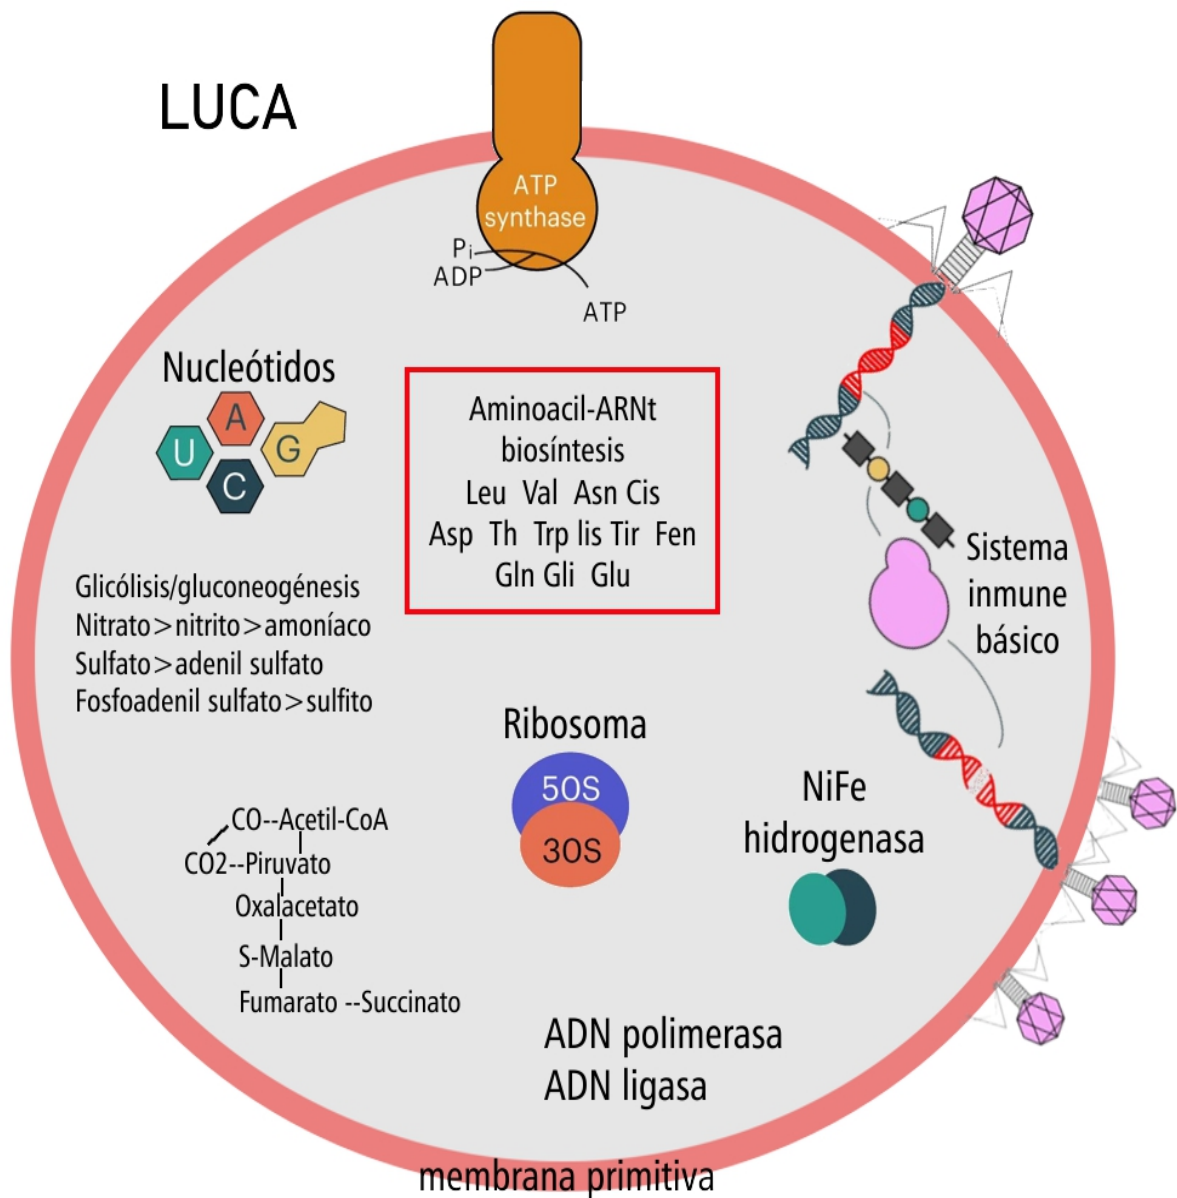 LUCA
ATP
synthase
Pi
ADP
ATP
Nucleótidos
A
U
G
C
Aminoacil-ARNt
biosíntesis
Leu Val Asn Cis
Asp Th Trp lis Tir Fen
Gln Gli Glu
Sistema
inmune
básico
Glicólisis/gluconeogénesis
Nitrato>nitrito>amoníaco
Sulfato>adenil sulfato
Fosfoadenil sulfato>sulfito
Ribosoma
50S
30S
NiFe
hidrogenasa
CO--Acetil-CoA
CO2--Piruvato
Oxalacetato
S-Malato
Fumarato --Succinato
ADN polimerasa
ADN ligasa
membrana primitiva